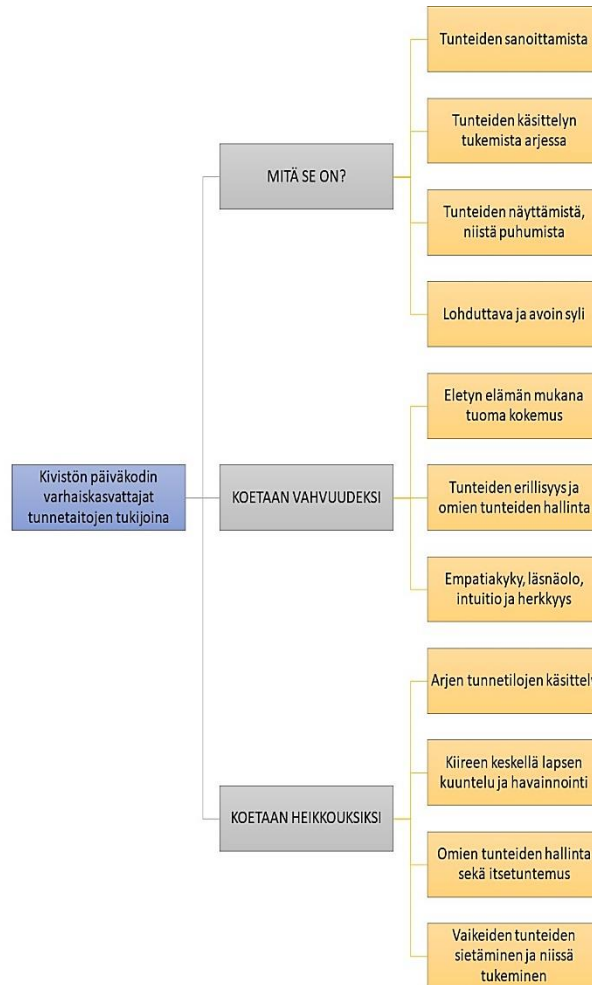 Kivistön päiväkodin
varhaiskasvattajat
tunnetaitojen tukijoina
MITÄ SE ON?
Tunteiden sanoittamista
Tunteiden käsittelyn
tukemista arjessa
Tunteiden näyttämistä,
niistä puhumista
Lohduttava ja avoin syli
KOETAAN VAHVUUDEKSI
Eletyn elämän mukana
tuoma kokemus
Tunteiden erillisyys ja
omien tunteiden hallinta
Empatiakyky, läsnäolo,
intuitio ja herkkyys
KOETAAN HEIKKOUKSIKSI
Arjen tunnetilojen käsittely
Kiireen keskellä lapsen
kuuntelu ja havainnointi
Omien tunteiden hallinta
sekä itsetuntemus
Vaikeiden tunteiden
sietäminen ja niissä
tukeminen